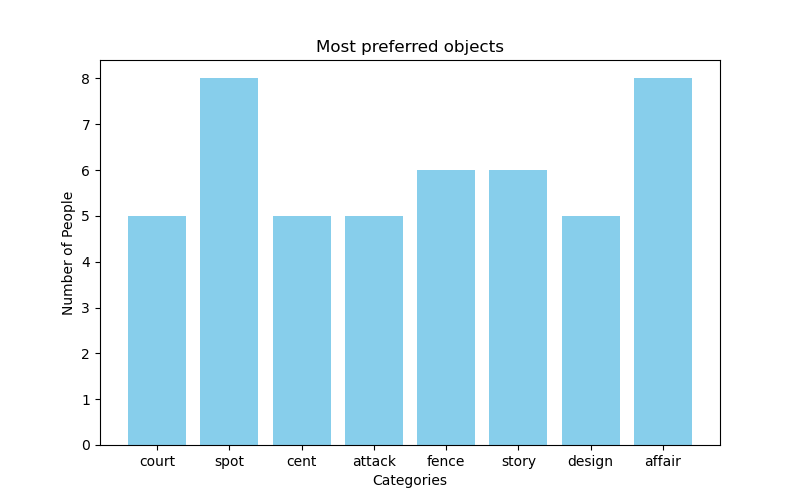 Most preferred objects
Number of People
8
7
6
5
4
3
2
1
0
court spot cent attack fence story design affair
Categories